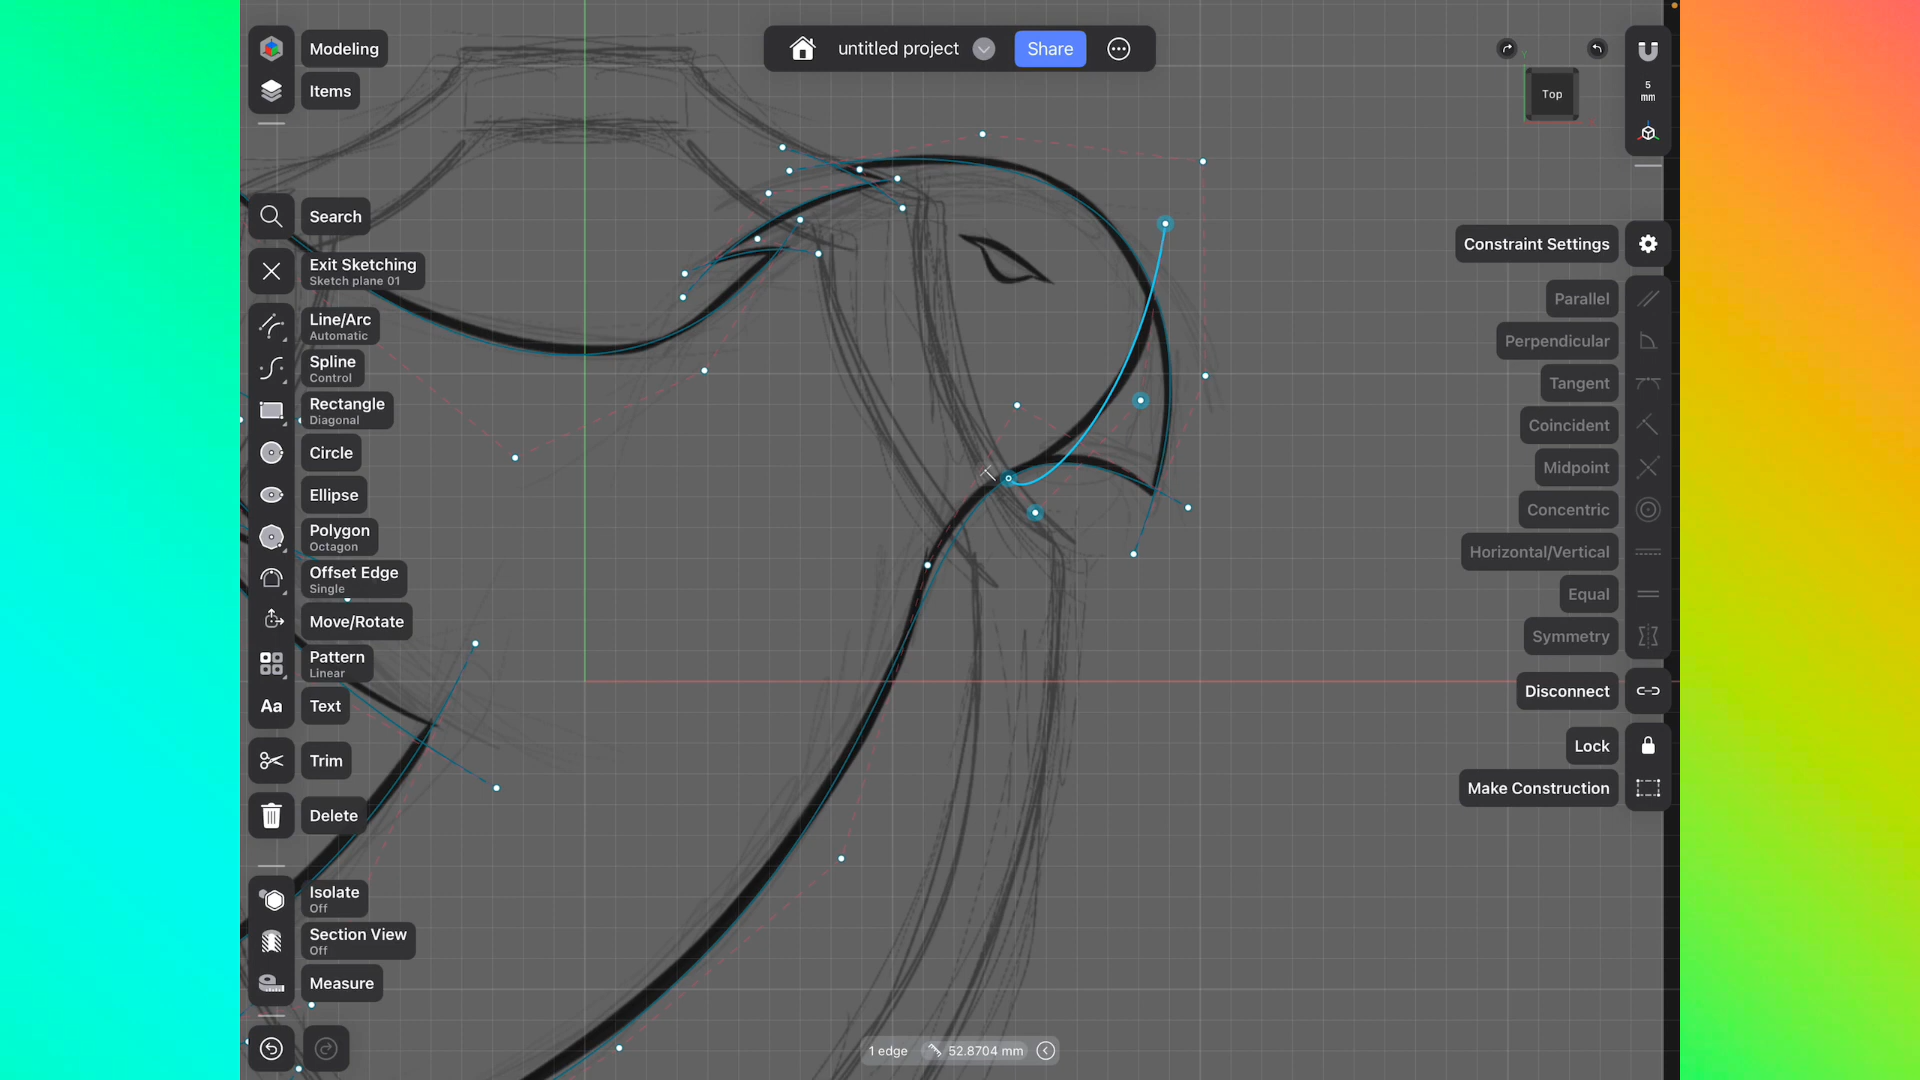 Modeling
untitled project
Share
Items
5
mm
Top
Search
Exit Sketching
Sketch plane 01
Constraint Settings
Line/Arc
Automatic
Parallel
Spline
Control
Perpendicular
Rectangle
Diagonal
Tangent
Circle
Coincident
Ellipse
Midpoint
Polygon
Octagon
Concentric
Offset Edge
Single
Horizontal/Vertical
Move/Rotate
Equal
Pattern
Linear
Symmetry
Aa
Text
Disconnect
Trim
Lock
Delete
Make Construction
Isolate
Off
Section View
Off
Measure
1 edge
52.8704 mm